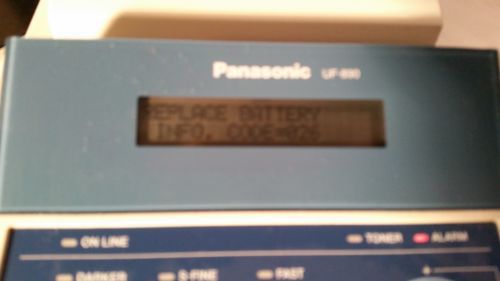 Panasonic UF-890
REPLACE BATTERY
INFO. CODE=026
ON LINE TONER ALARM
DARKER S-FINE FAST